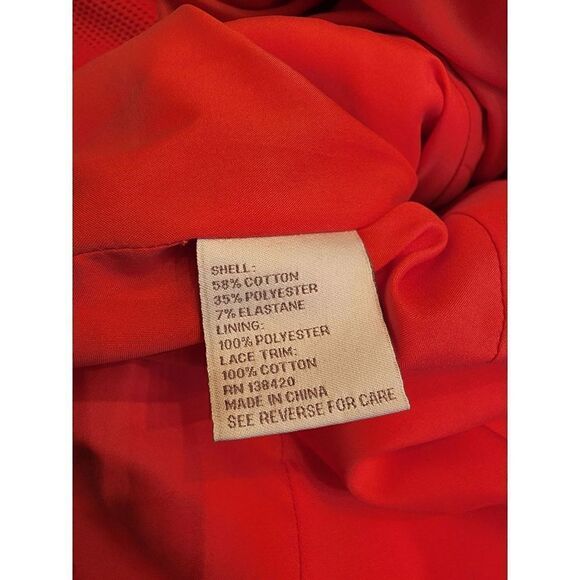 SHELL:
58% COTTON
35% POLYESTER
7% ELASTANE
LINING:
100% POLYESTER
LACE TRIM:
100% COTTON
RN 138420
MADE IN CHINA
SEE REVERSE FOR CARE